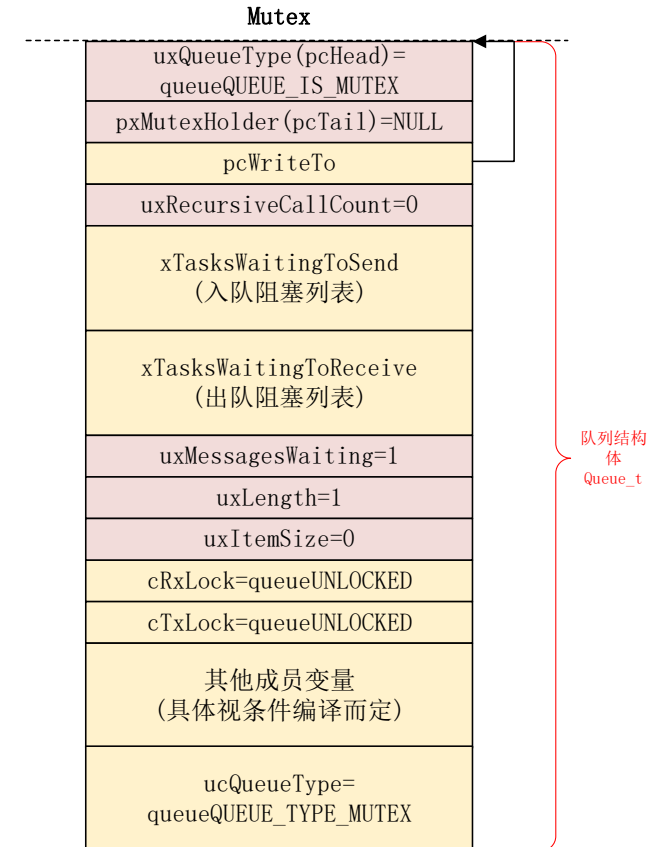 Mutex
uxQueueType(pcHead)=
queueQUEUE_IS_MUTEX
pxMutexHolder(pcTail)=NULL
pcWriteTo
uxRecursiveCallCount=0
xTasksWaitingToSend
(入队阻塞列表)
xTasksWaitingToReceive
(出队阻塞列表)
uxMessagesWaiting=1
uxLength=1
uxItemSize=0
cRxLock=queueUNLOCKED
cTxLock=queueUNLOCKED
其他成员变量
(具体视条件编译而定)
ucQueueType=
queueQUEUE_TYPE_MUTEX
队列结构
体
Queue_t